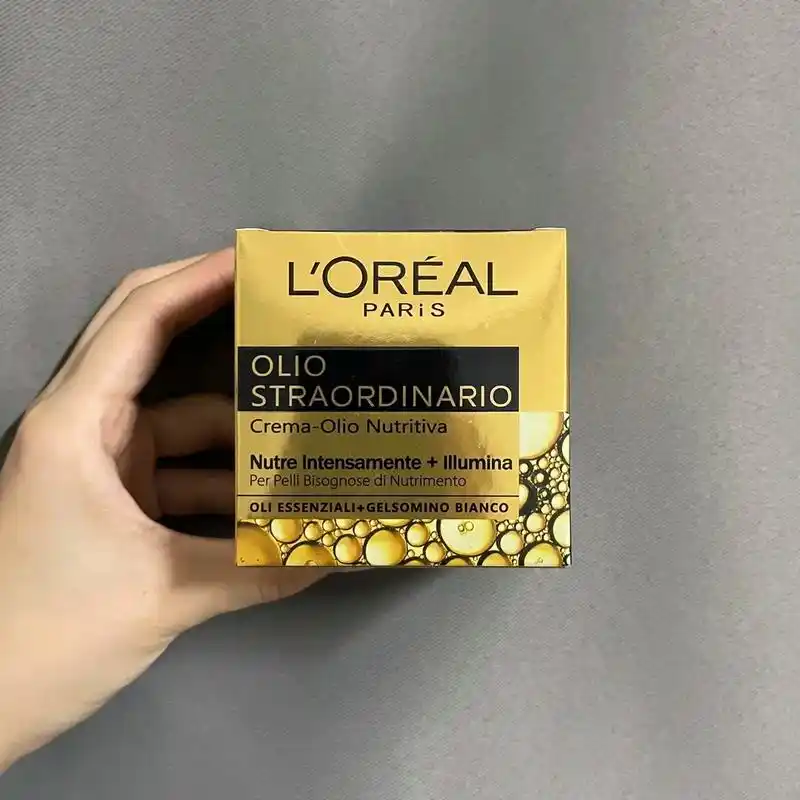 L'ORÉAL
PARiS
OLIO
STRAORDINARIO
Crema-Olio Nutritiva
Nutre Intensamente + Illumina
Per Pelli Bisognose di Nutrimento
OLI ESSENZIALI+GELSOMINO BIANCO